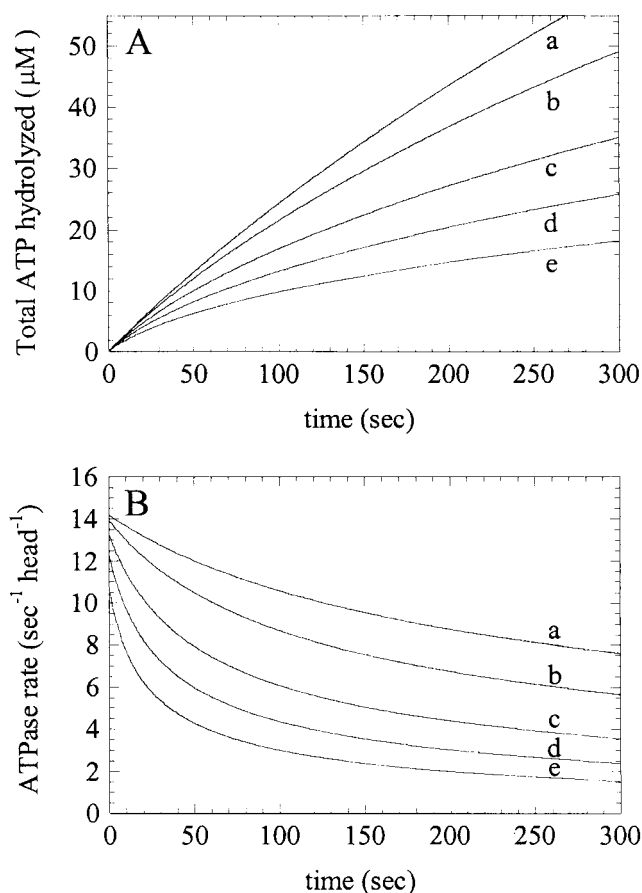 A
Total ATP hydrolyzed ( μM )
50
40
30
20
10
0
a
b
c
d
e
0 50 100 150 200 250 300
time (sec)
B
ATPase rate (sec⁻¹ head⁻¹)
16
14
12
10
8
6
4
2
0
a
b
c
d
e
0 50 100 150 200 250 300
time (sec)